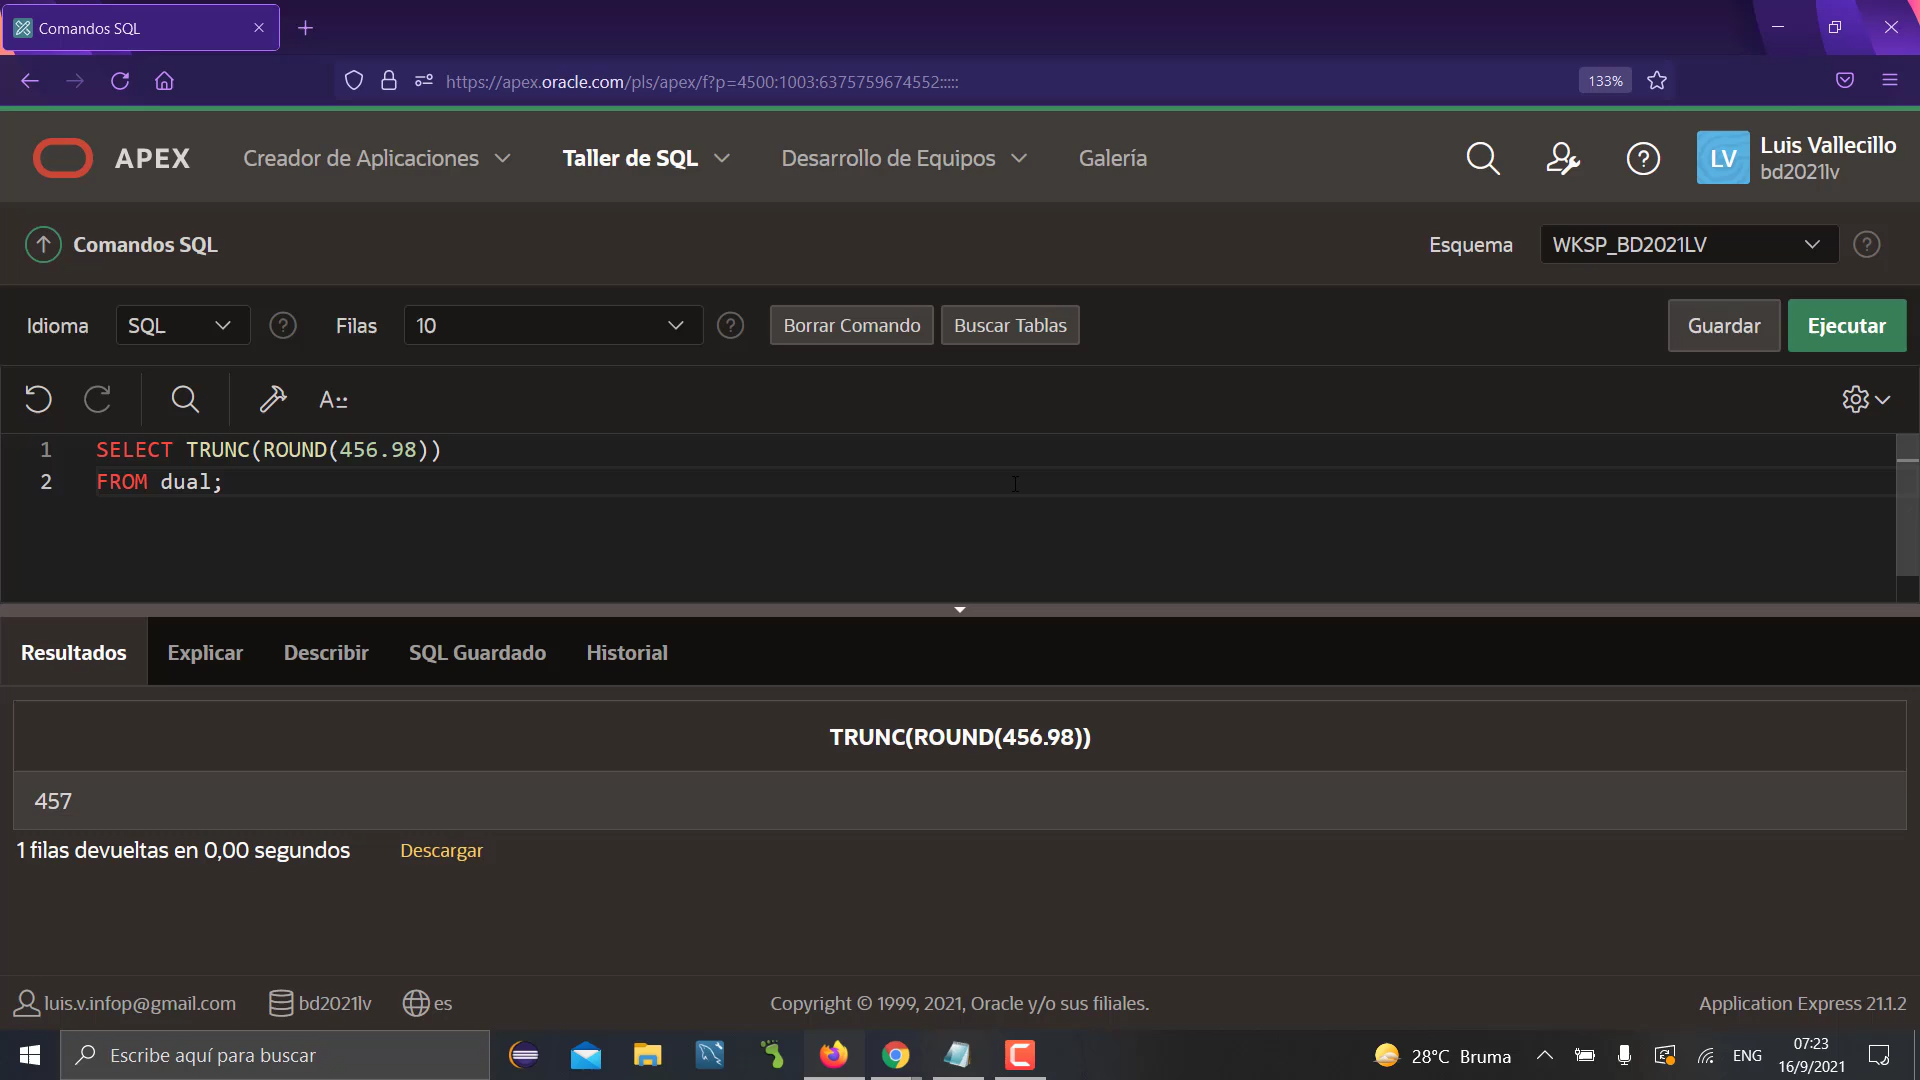 Comandos SQL
https://apex.oracle.com/pls/apex/f?p=4500:1003:6375759674552:::::
133%
APEX
Creador de Aplicaciones
Taller de SQL
Desarrollo de Equipos
Galería
LV
Luis Vallecillo
bd2021lv
Comandos SQL
Esquema
WKSP_BD2021LV
Idioma
SQL
Filas
10
Borrar Comando
Buscar Tablas
Guardar
Ejecutar
A::
1 SELECT TRUNC(ROUND(456.98))
2 FROM dual;
Resultados
Explicar
Describir
SQL Guardado
Historial
TRUNC(ROUND(456.98))
457
1 filas devueltas en 0,00 segundos
Descargar
luis.v.infop@gmail.com
bd2021lv
es
Copyright © 1999, 2021, Oracle y/o sus filiales.
Application Express 21.1.2
Escribe aquí para buscar
28°C Bruma
ENG
07:23
16/9/2021